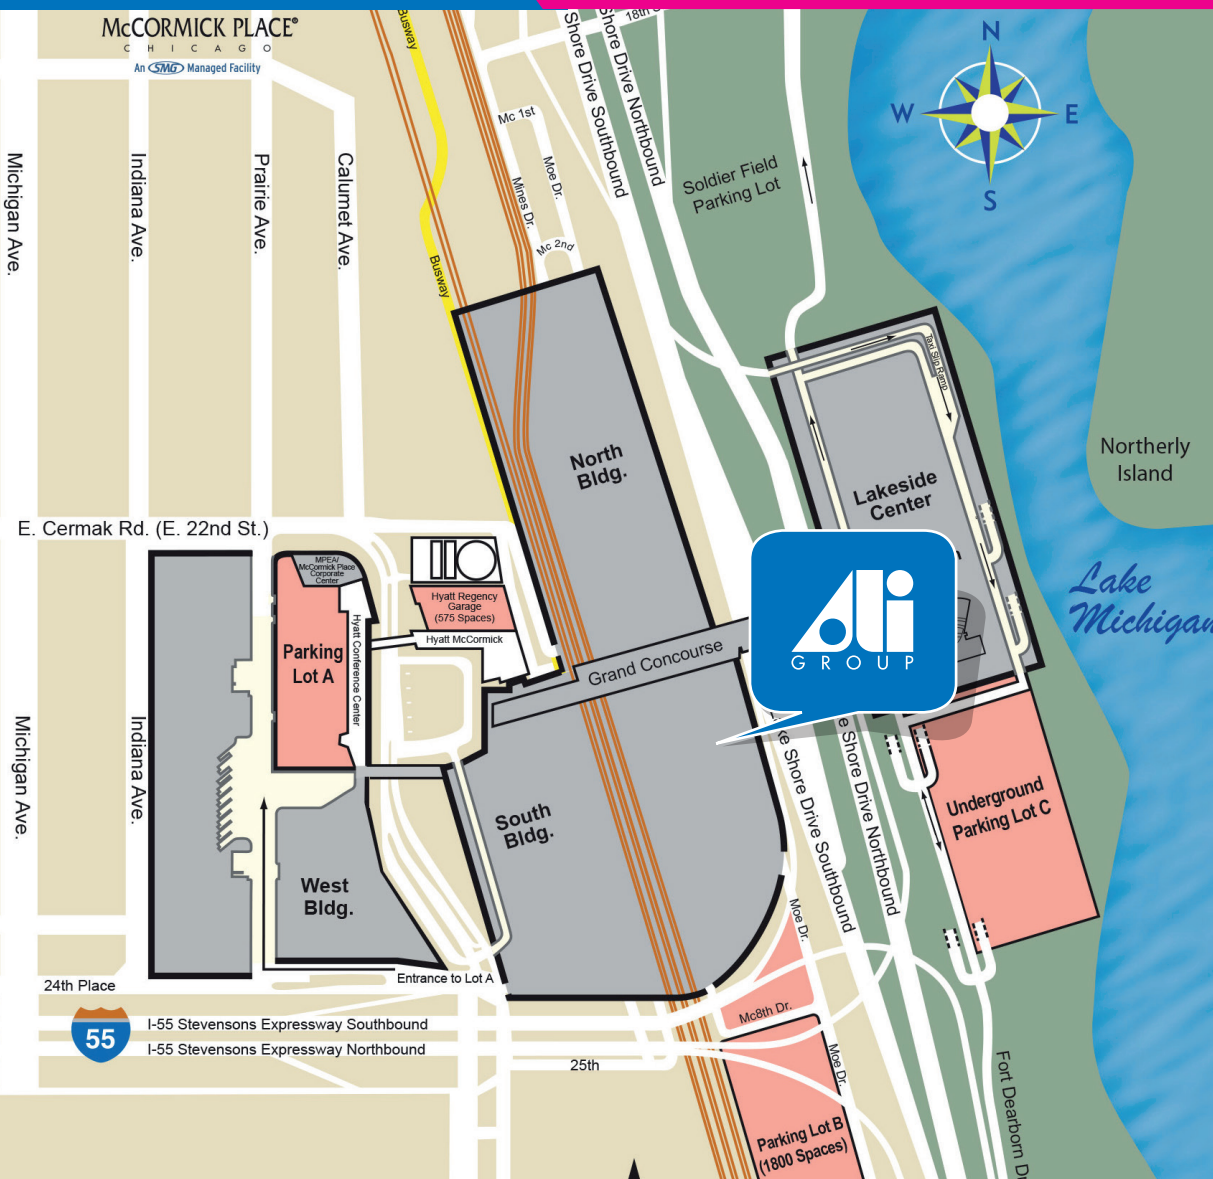 McCORMICK PLACE®
CHICAGO
An SMG Managed Facility
Busway
18th
Shore Drive Southbound
Shore Drive Northbound
N
W
E
S
Mc 1st
Moe Dr.
Mines Dr.
Mc 2nd
Soldier Field
Parking Lot
Michigan Ave.
Indiana Ave.
Prairie Ave.
Calumet Ave.
Busway
Taxi Slip Ramp
North
Bldg.
Lakeside
Center
Northerly
Island
E. Cermak Rd. (E. 22nd St.)
MPEA/
McCormick Place
Corporate
Center
Hyatt Regency
Garage
(575 Spaces)
Hyatt McCormick
Hyatt Conference Center
Parking
Lot A
Grand Concourse
ali
GROUP
Lake
Michigan
Michigan Ave.
Indiana Ave.
ke Shore Drive Southbound
e Shore Drive Northbound
Underground
Parking Lot C
South
Bldg.
West
Bldg.
Moe Dr.
Entrance to Lot A
24th Place
55
I-55 Stevensons Expressway Southbound
I-55 Stevensons Expressway Northbound
25th
Mc8th Dr.
Moe Dr.
Fort Dearborn Dr
Parking Lot B
(1800 Spaces)